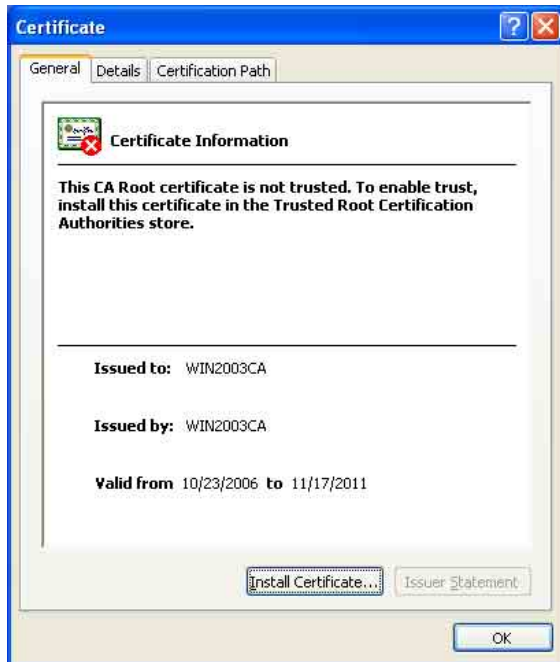 Certificate
General Details Certification Path
Certificate Information
This CA Root certificate is not trusted. To enable trust,
install this certificate in the Trusted Root Certification
Authorities store.
Issued to: WIN2003CA
Issued by: WIN2003CA
Valid from 10/23/2006 to 11/17/2011
Install Certificate... Issuer Statement
OK